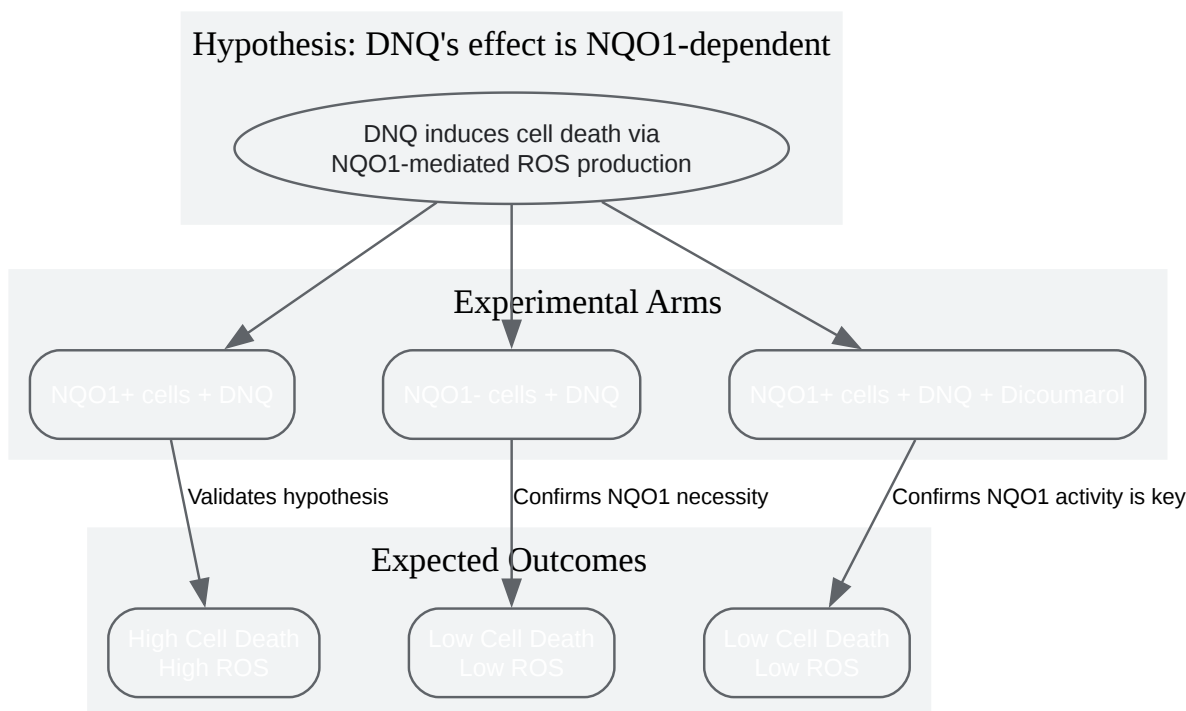 Hypothesis: DNQ's effect is NQO1-dependent
DNQ induces cell death via
NQO1-mediated ROS production
Experimental Arms
NQO1+ cells + DNQ
NQO1- cells + DNQ
NQO1+ cells + DNQ + Dicoumarol
Validates hypothesis
Confirms NQO1 necessity
Confirms NQO1 activity is key
Expected Outcomes
High Cell Death
High ROS
Low Cell Death
Low ROS
Low Cell Death
Low ROS